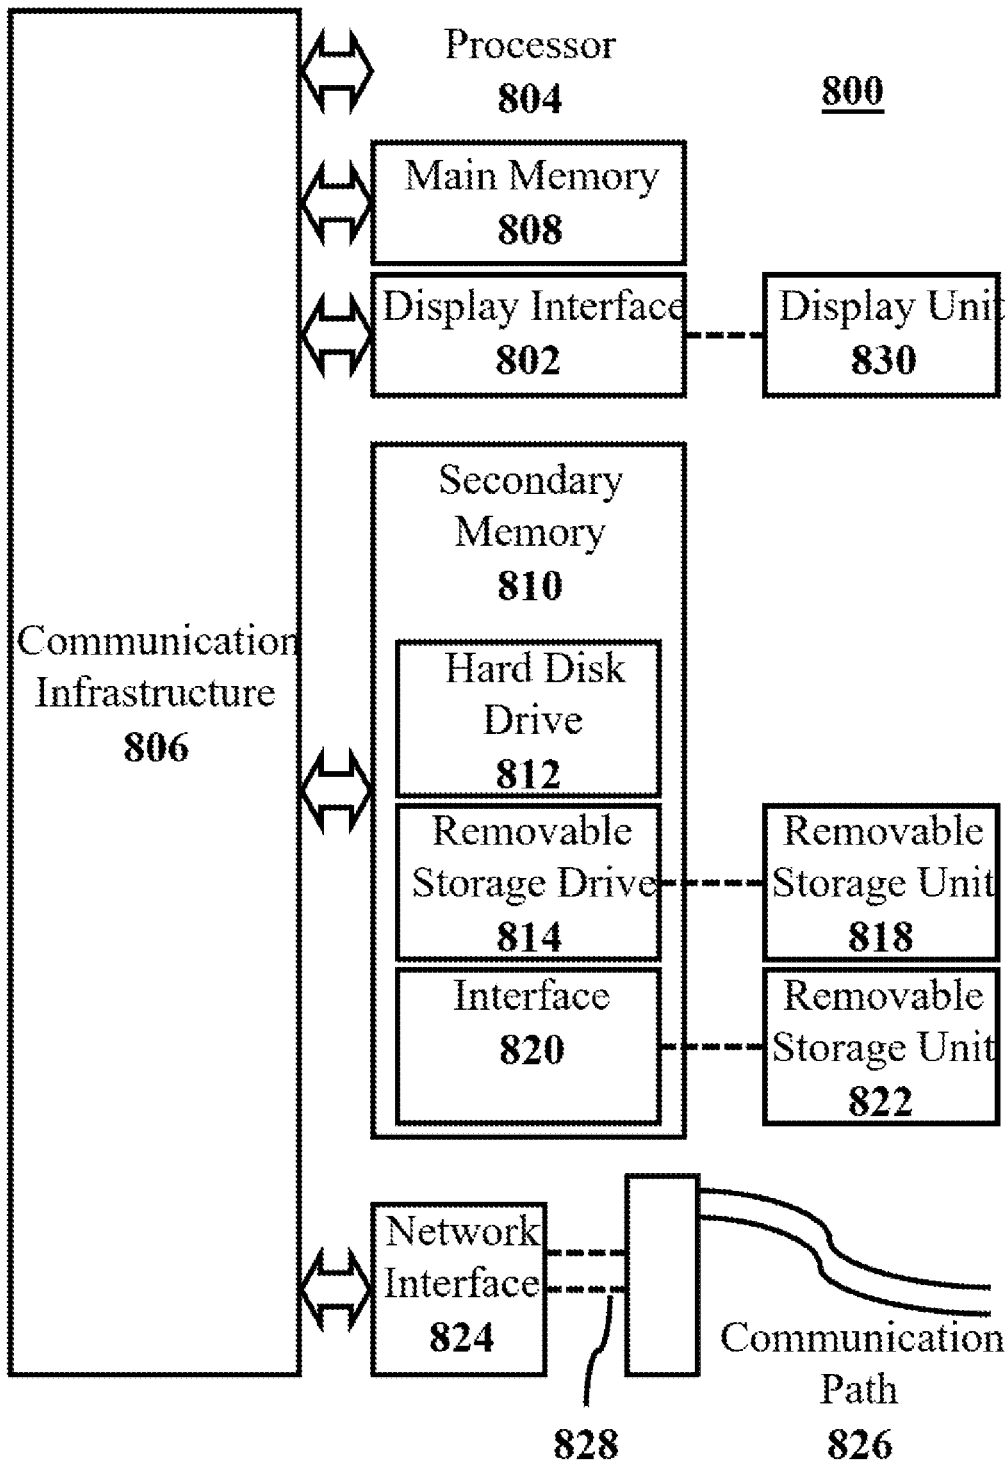 Processor
804
800
Main Memory
808
Display Interface
802
Display Unit
830
Secondary
Memory
810
Communication
Infrastructure
806
Hard Disk
Drive
812
Removable
Storage Drive
814
Removable
Storage Unit
818
Interface
820
Removable
Storage Unit
822
Network
Interface
824
828
Communication
Path
826